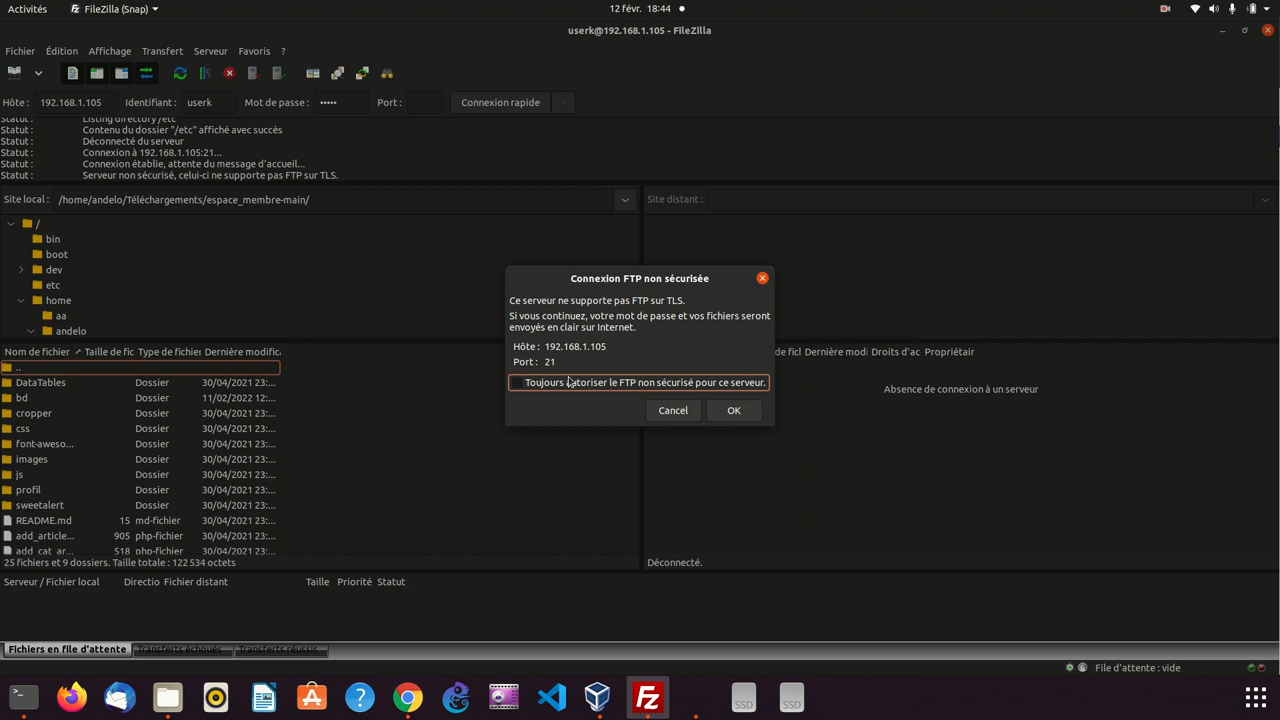 Activités
FileZilla (Snap)
12 févr. 18:44
userk@192.168.1.105 - FileZilla
Fichier Édition Affichage Transfert Serveur Favoris ?
Hôte : 192.168.1.105 Identifiant : userk Mot de passe : ••••• Port : Connexion rapide
Statut : Listing directory /etc
Statut : Contenu du dossier "/etc" affiché avec succès
Statut : Déconnecté du serveur
Statut : Connexion à 192.168.1.105:21...
Statut : Connexion établie, attente du message d'accueil...
Statut : Serveur non sécurisé, celui-ci ne supporte pas FTP sur TLS.
Site local : /home/andelo/Téléchargements/espace_membre-main/
Site distant :
/
bin
boot
dev
etc
home
aa
andelo
Nom de fichier Taille de fic Type de fichier Dernière modifica
..
DataTables Dossier 30/04/2021 23:...
bd Dossier 11/02/2022 12:...
cropper Dossier 30/04/2021 23:...
css Dossier 30/04/2021 23:...
font-aweso... Dossier 30/04/2021 23:...
images Dossier 30/04/2021 23:...
js Dossier 30/04/2021 23:...
profil Dossier 30/04/2021 23:...
sweetalert Dossier 30/04/2021 23:...
README.md 15 md-fichier 30/04/2021 23:...
add_article... 905 php-fichier 30/04/2021 23:...
add_cat_ar... 518 php-fichier 30/04/2021 23:...
25 fichiers et 9 dossiers. Taille totale : 122 534 octets
de ficl Dernière modi Droits d'ac Propriétaire
Absence de connexion à un serveur
Déconnecté.
Connexion FTP non sécurisée
Ce serveur ne supporte pas FTP sur TLS.
Si vous continuez, votre mot de passe et vos fichiers seront
envoyés en clair sur Internet.
Hôte : 192.168.1.105
Port : 21
Toujours autoriser le FTP non sécurisé pour ce serveur.
Cancel OK
Serveur / Fichier local Directio Fichier distant Taille Priorité Statut
Fichiers en file d'attente Transferts échoués Transferts réussis
File d'attente : vide
Fz
SSD SSD